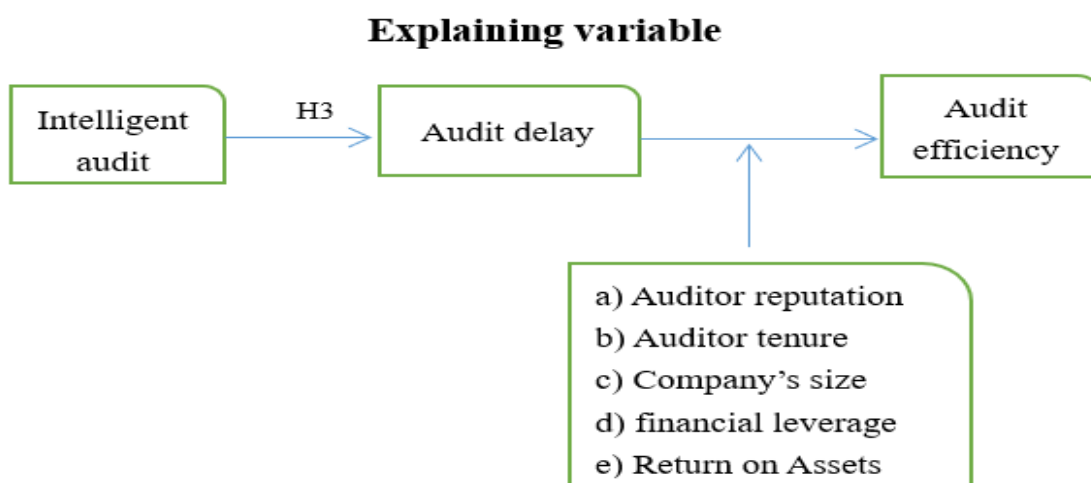 Explaining variable
Intelligent
audit
H3
Audit delay
Audit
efficiency
a) Auditor reputation
b) Auditor tenure
c) Company’s size
d) financial leverage
e) Return on Assets